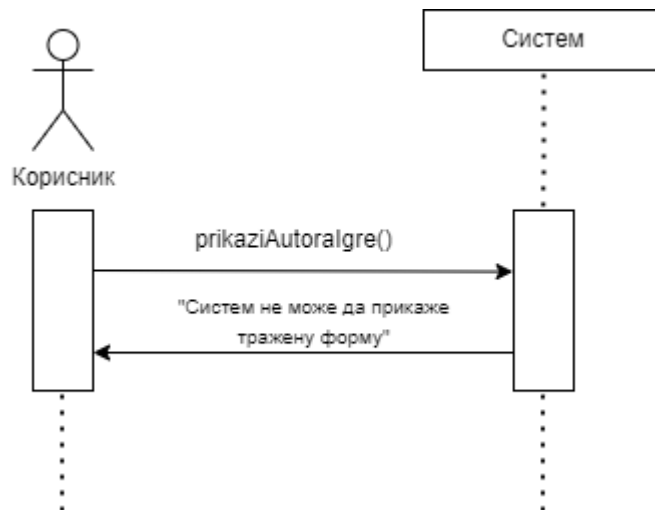 Систем
Корисник
prikaziAutoraIgre()
"Систем не може да прикаже
тражену форму"